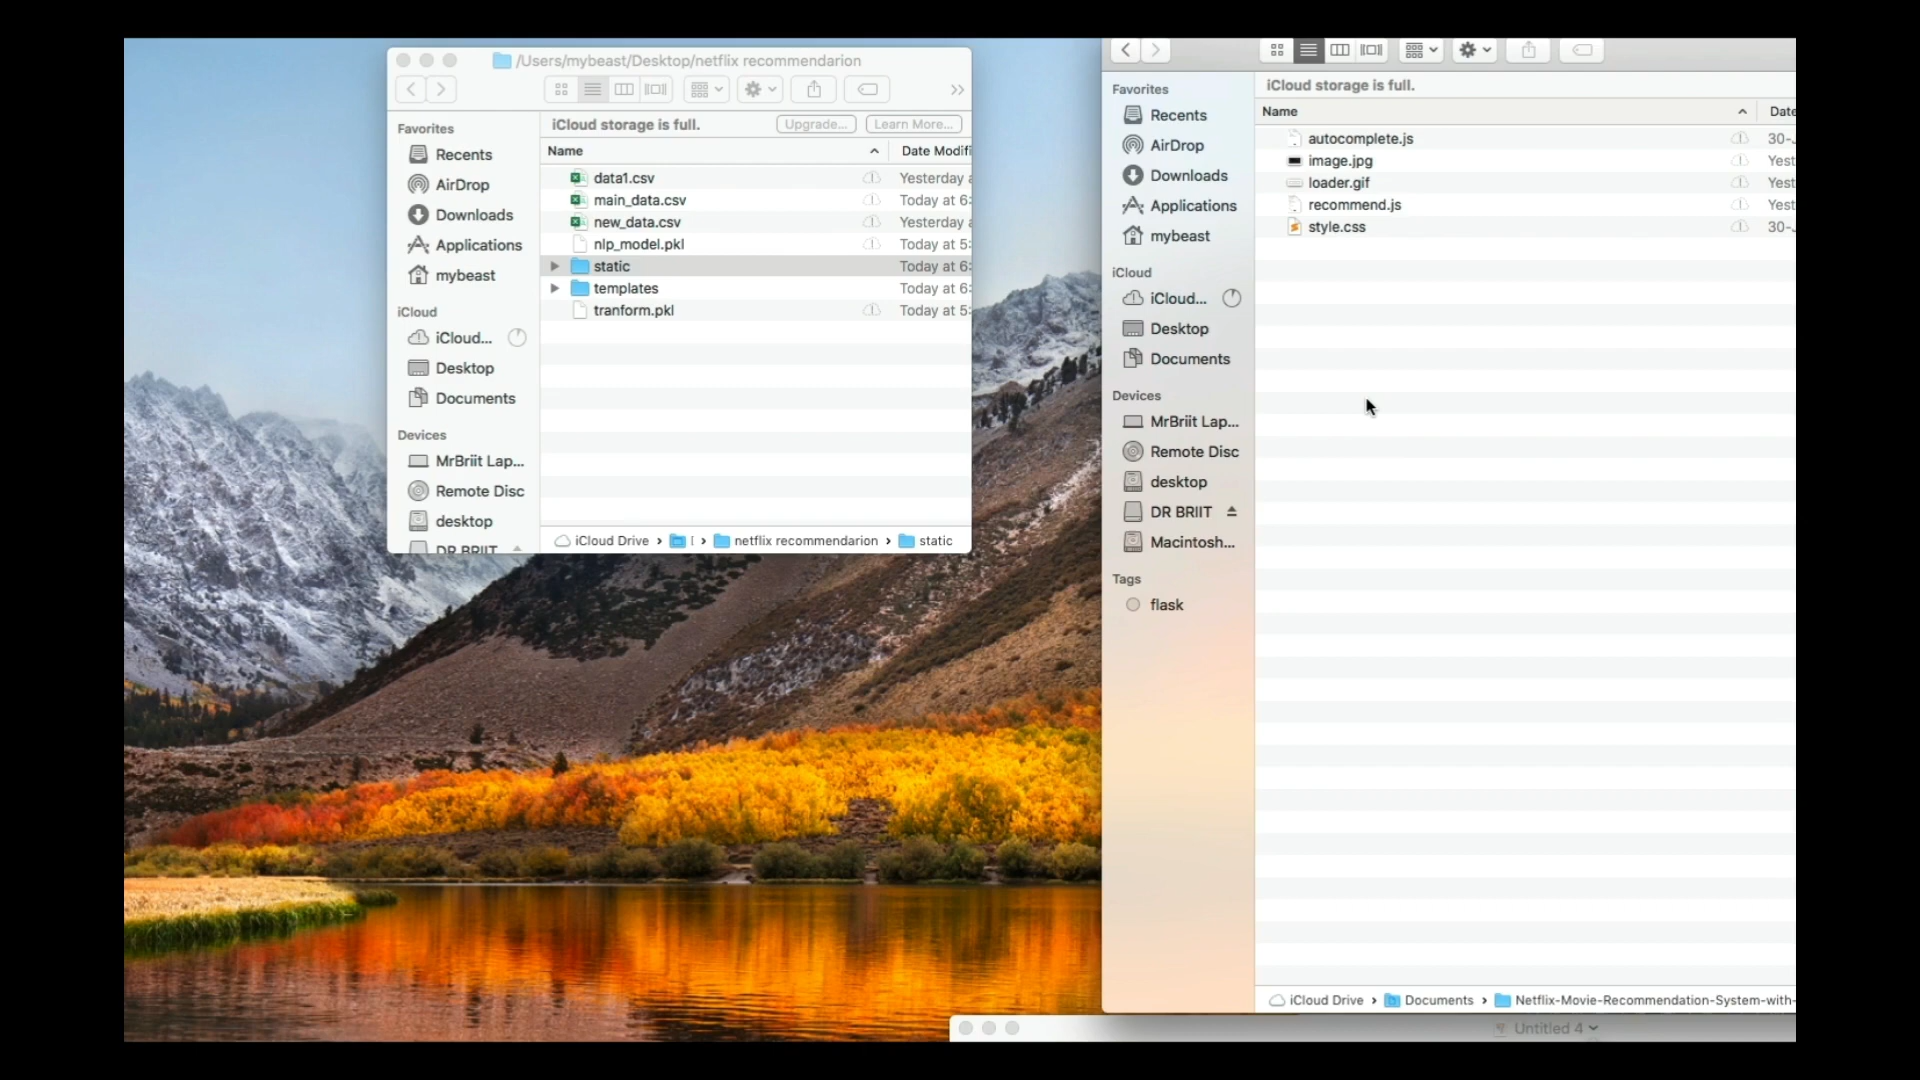 /Users/mybeast/Desktop/netflix recommendarion
Favorites
Recents
AirDrop
Downloads
Applications
mybeast
iCloud
iCloud...
Desktop
Documents
Devices
MrBriit Lap...
Remote Disc
desktop
DR BRIIT
iCloud storage is full.
Upgrade...
Learn More...
Name
Date Modifi
data1.csv Yesterday a
main_data.csv Today at 6:
new_data.csv Yesterday a
nlp_model.pkl Today at 5:
static Today at 6:
templates Today at 6:
tranform.pkl Today at 5:
iCloud Drive › › netflix recommendarion › static
Favorites
Recents
AirDrop
Downloads
Applications
mybeast
iCloud
iCloud...
Desktop
Documents
Devices
MrBriit Lap...
Remote Disc
desktop
DR BRIIT
Macintosh...
Tags
flask
iCloud storage is full.
Name
Date
autocomplete.js 30-
image.jpg Yest
loader.gif Yest
recommend.js Yest
style.css 30-
iCloud Drive › Documents › Netflix-Movie-Recommendation-System-with-
Untitled 4